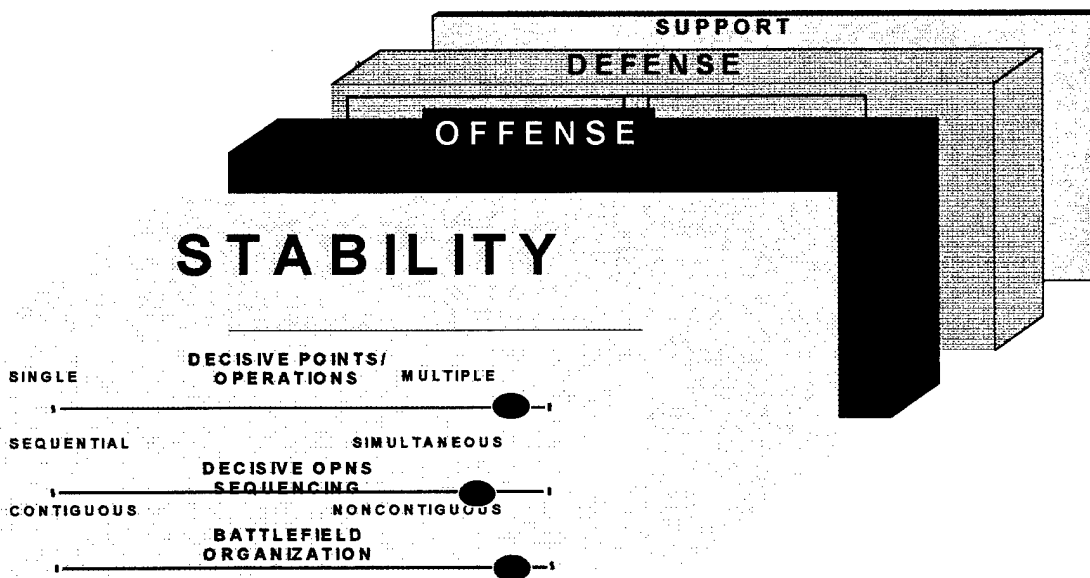 SUPPORT
DEFENSE
OFFENSE
STABILITY
DECISIVE POINTS/
SINGLE OPERATIONS MULTIPLE
SEQUENTIAL SIMULTANEOUS
DECISIVE OPNS
SEQUENCING
CONTIGUOUS NONCONTIGUOUS
BATTLEFIELD
ORGANIZATION